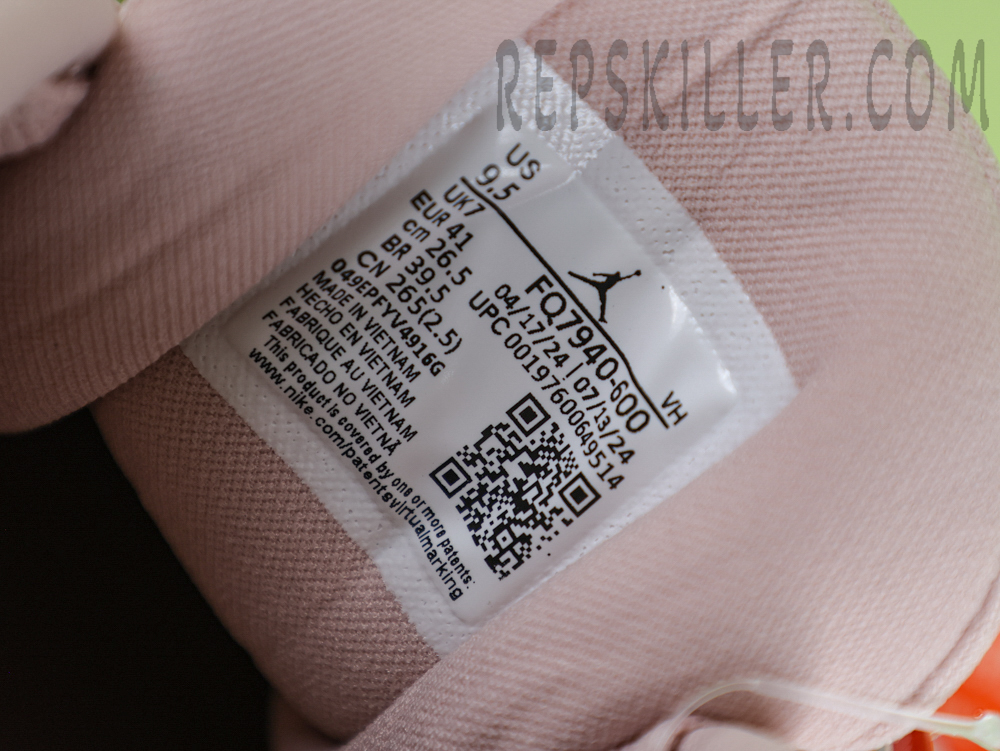 REPSKILLER.COM
US
9.5
UK7
EUR 41
cm 26.5
BR 39.5
CN 265(2.5)
049EPFYV4916G
MADE IN VIETNAM
HECHO EN VIETNAM
FABRIQUE AU VIETNAM
FABRICADO NO VIETNÃ
This product is covered by one or more patents:
www.nike.com/patentsvirtualmarking
FQ7940-600
VH
04/17/24 | 07/13/24
UPC 00197600649514